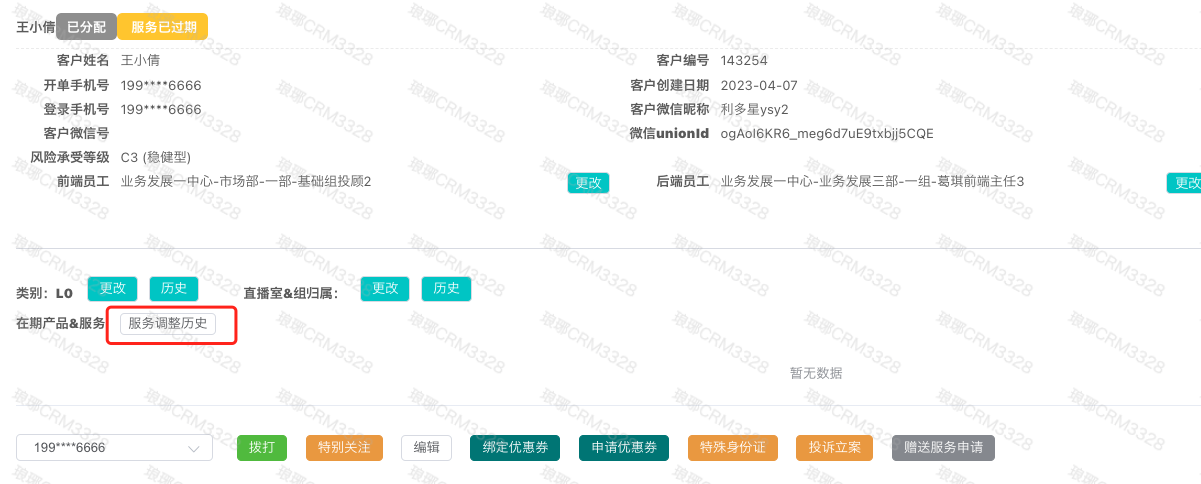 王小倩 已分配 服务已过期
客户姓名 王小倩 客户编号 143254
开单手机号 199****6666 客户创建日期 2023-04-07
登录手机号 199****6666 客户微信昵称 利多星ysy2
客户微信号 微信unionId ogAoI6KR6_meg6d7uE9txbjj5CQE
风险承受等级 C3 (稳健型)
前端员工 业务发展一中心-市场部-一部-基础组投顾2 更改 后端员工 业务发展一中心-业务发展三部-一组-葛琪前端主任3 更改
类别：L0 更改 历史 直播室&组归属： 更改 历史
在期产品&服务 服务调整历史
暂无数据
199****6666 拨打 特别关注 编辑 绑定优惠券 申请优惠券 特殊身份证 投诉立案 赠送服务申请
琅琊CRM3328